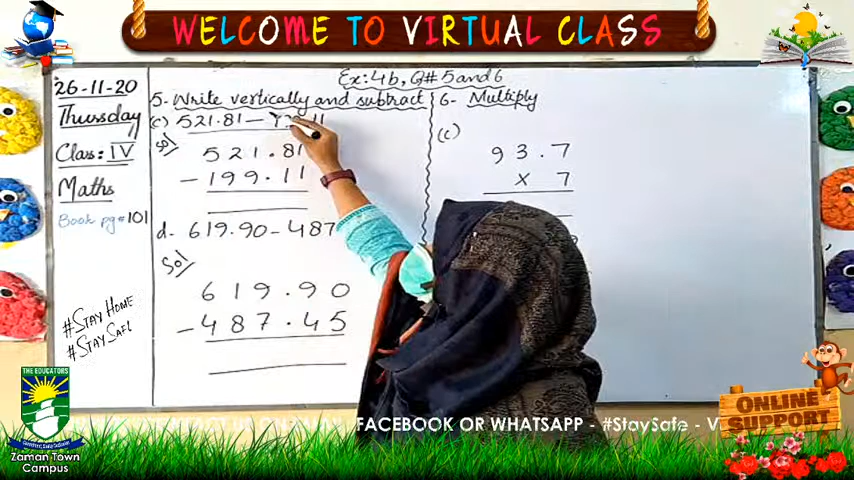 WELCOME TO VIRTUAL CLASS
Ex:4b, Q# 5 and 6
26-11-20
Thursday
Class: IV
Maths
Book pg # 101
#STAY HOME
#STAY SAFE
5- Write vertically and subtract
(c) 521.81 -
Sol
521.81
- 199.11
d- 619.90 - 487
Sol
619.90
- 487.45
6- Multiply
(c)
93.7
x 7
THE EDUCATORS
Zaman Town
Campus
FACEBOOK OR WHATSAPP - #StaySafe - V
ONLINE
SUPPORT